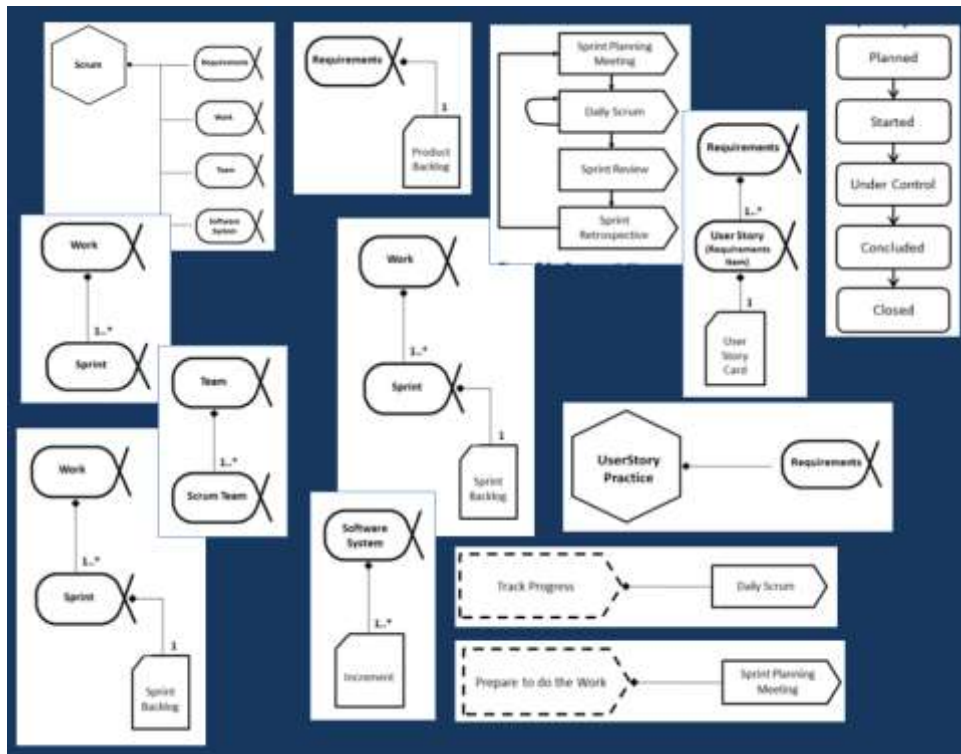 Scrum
Requirements
Work
Team
Software
System
Requirements
1
Product
Backlog
Sprint Planning
Meeting
Daily Scrum
Sprint Review
Sprint
Retrospective
Requirements
1..*
User Story
(Requirements
Item)
1
User
Story
Card
Planned
Started
Under Control
Concluded
Closed
Work
1..*
Sprint
Team
1..*
Scrum Team
Work
1..*
Sprint
1
Sprint
Backlog
Work
1..*
Sprint
1
Sprint
Backlog
Software
System
1..*
Increment
UserStory
Practice
Requirements
Track Progress
Daily Scrum
Prepare to do the Work
Sprint Planning
Meeting